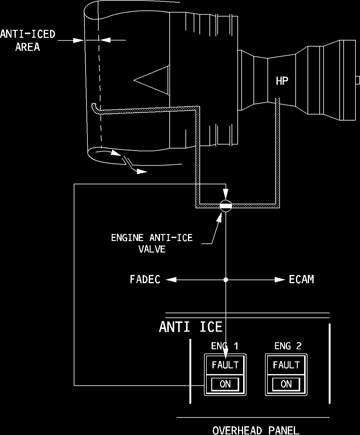 ANTI-ICED
AREA
HP
ENGINE ANTI-ICE
VALVE
FADEC
ECAM
ANTI ICE
ENG 1
ENG 2
FAULT
FAULT
ON
ON
OVERHEAD PANEL